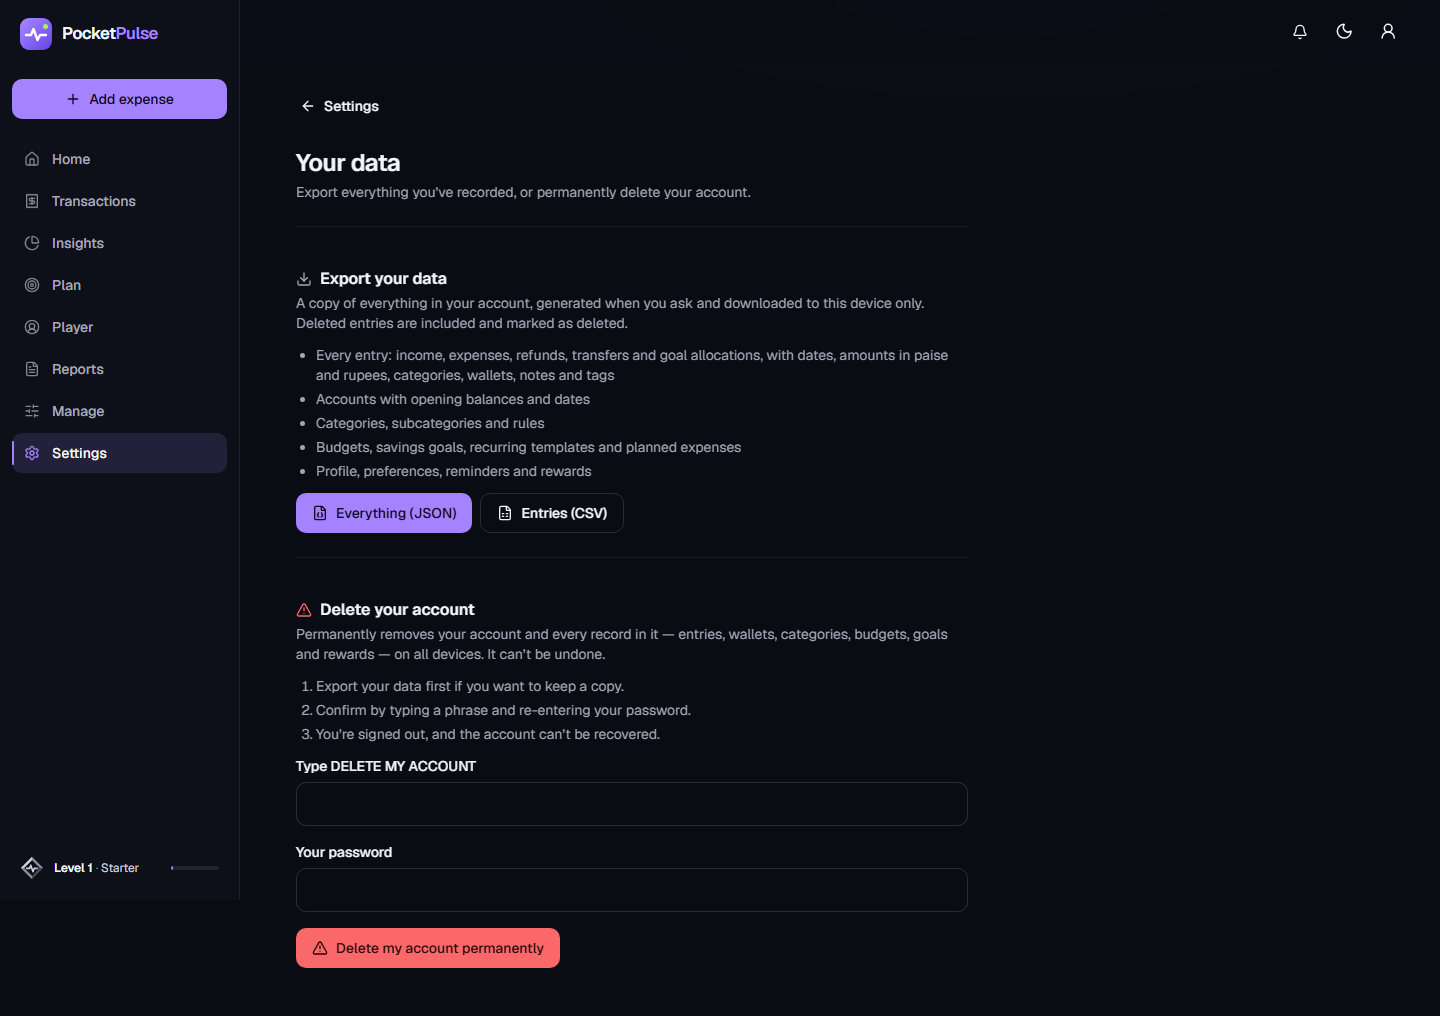 PocketPulse
Add expense
Home
Transactions
Insights
Plan
Player
Reports
Manage
Settings
Level 1 · Starter
Settings
Your data
Export everything you've recorded, or permanently delete your account.
Export your data
A copy of everything in your account, generated when you ask and downloaded to this device only.
Deleted entries are included and marked as deleted.
• Every entry: income, expenses, refunds, transfers and goal allocations, with dates, amounts in paise
and rupees, categories, wallets, notes and tags
• Accounts with opening balances and dates
• Categories, subcategories and rules
• Budgets, savings goals, recurring templates and planned expenses
• Profile, preferences, reminders and rewards
Everything (JSON)
Entries (CSV)
Delete your account
Permanently removes your account and every record in it — entries, wallets, categories, budgets, goals
and rewards — on all devices. It can't be undone.
1. Export your data first if you want to keep a copy.
2. Confirm by typing a phrase and re-entering your password.
3. You're signed out, and the account can't be recovered.
Type DELETE MY ACCOUNT
Your password
Delete my account permanently